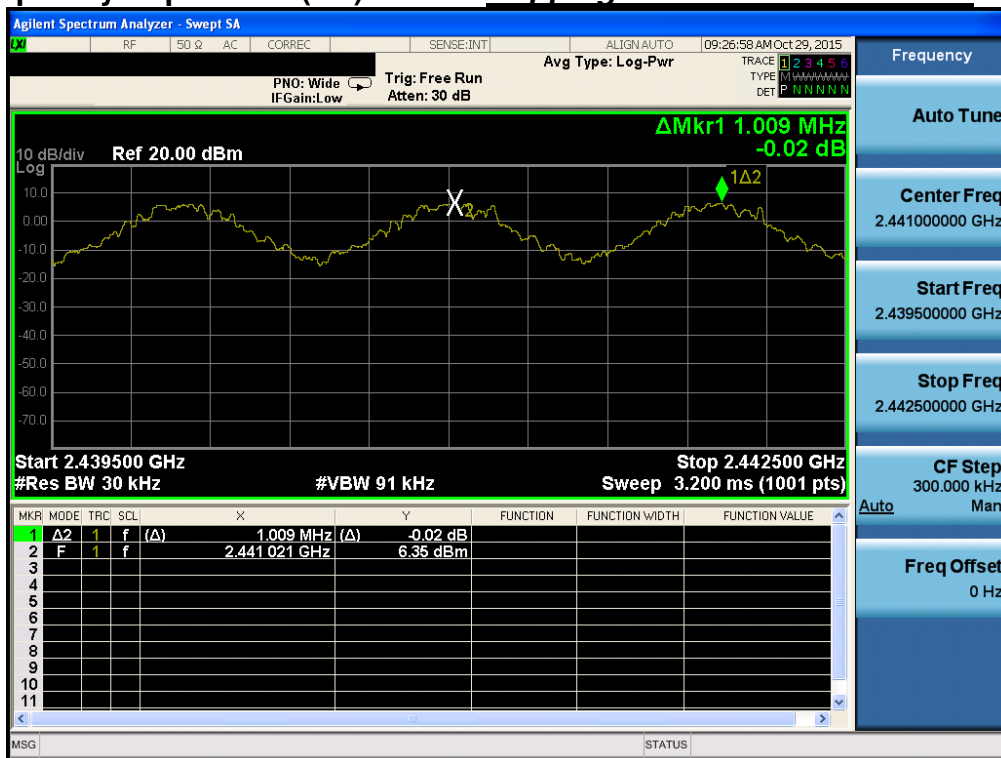 Agilent Spectrum Analyzer - Swept SA
LXI RF 50 Ω AC CORREC SENSE:INT ALIGN AUTO 09:26:58 AM Oct 29, 2015
PNO: Wide Trig: Free Run Avg Type: Log-Pwr TRACE 1 2 3 4 5 6
IFGain:Low Atten: 30 dB TYPE M
DET P N N N N N
ΔMkr1 1.009 MHz
-0.02 dB
10 dB/div Ref 20.00 dBm
Log
1Δ2
10.0
X2
0.00
-10.0
-20.0
-30.0
-40.0
-50.0
-60.0
-70.0
Start 2.439500 GHz Stop 2.442500 GHz
#Res BW 30 kHz #VBW 91 kHz Sweep 3.200 ms (1001 pts)
MKR MODE TRC SCL X Y FUNCTION FUNCTION WIDTH FUNCTION VALUE
1 Δ2 1 f (Δ) 1.009 MHz (Δ) -0.02 dB
2 F 1 f 2.441 021 GHz 6.35 dBm
3
4
5
6
7
8
9
10
11
MSG STATUS
Frequency
Auto Tune
Center Freq
2.441000000 GHz
Start Freq
2.439500000 GHz
Stop Freq
2.442500000 GHz
CF Step
300.000 kHz
Auto Man
Freq Offset
0 Hz